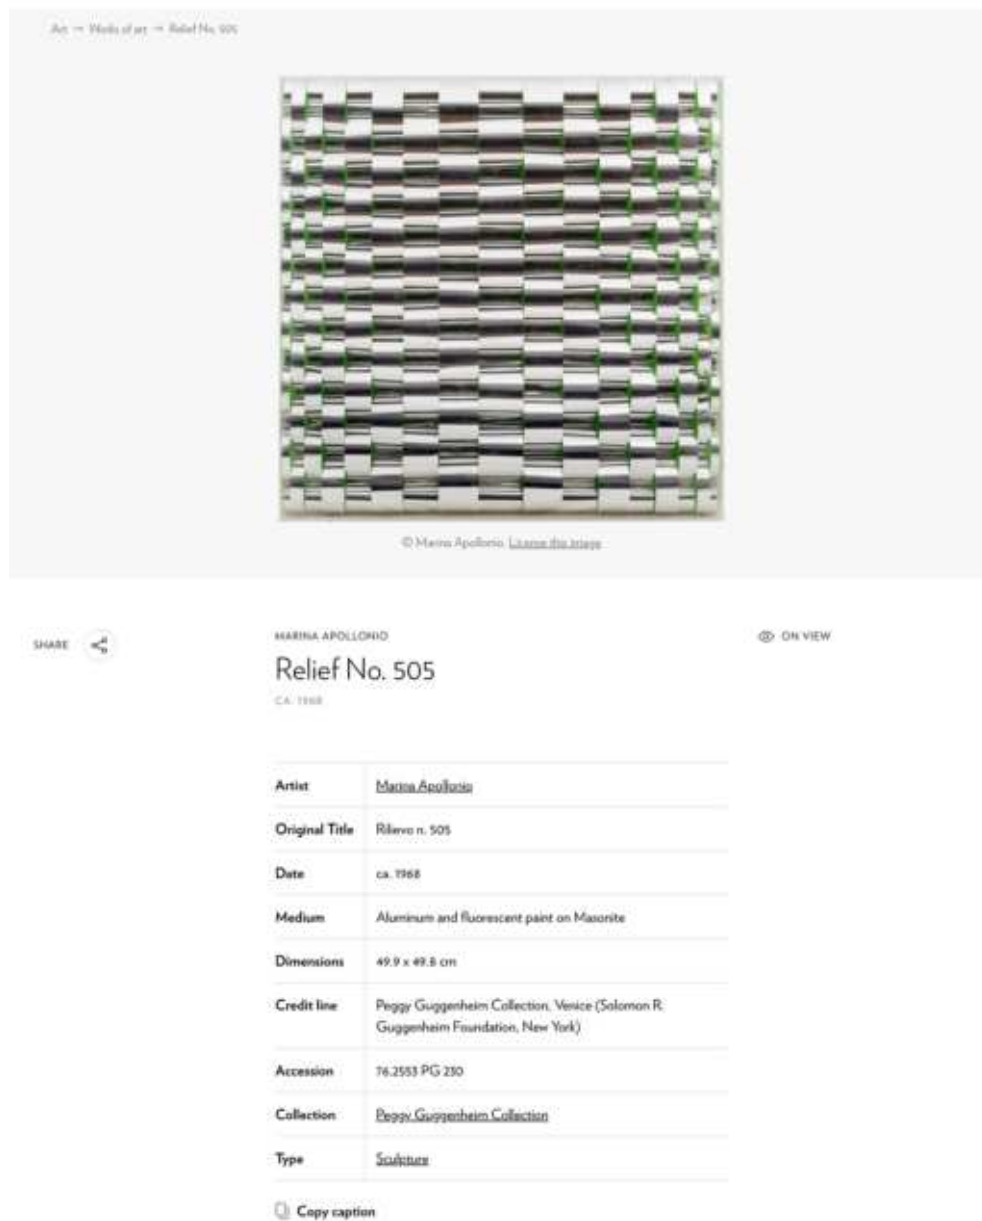 Art → Works of art → Relief No. 505
© Marina Apollonio. License this image
SHARE
MARINA APOLLONIO
ON VIEW
Relief No. 505
CA. 1968
Artist Marina Apollonio
Original Title Rilievo n. 505
Date ca. 1968
Medium Aluminum and fluorescent paint on Masonite
Dimensions 49.9 x 49.8 cm
Credit line Peggy Guggenheim Collection, Venice (Solomon R.
Guggenheim Foundation, New York)
Accession 76.2553 PG 230
Collection Peggy Guggenheim Collection
Type Sculpture
Copy caption